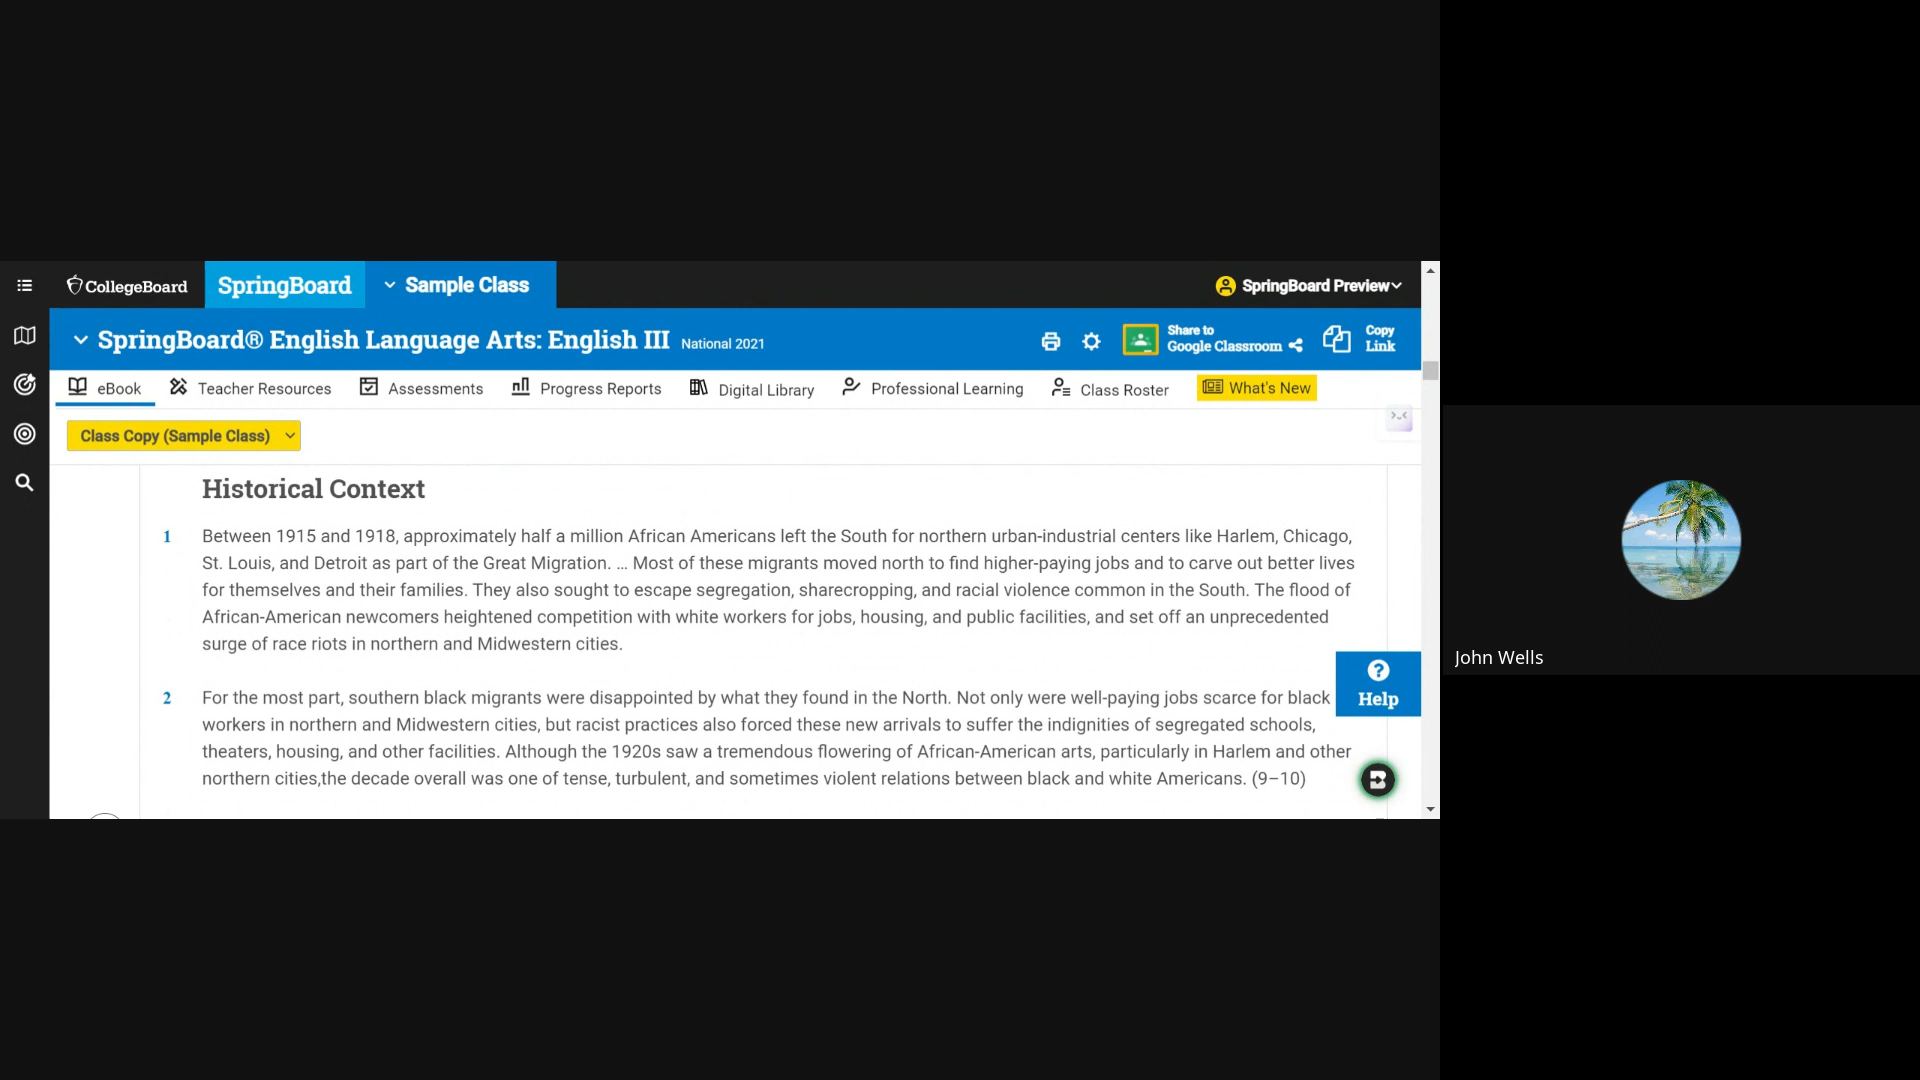 CollegeBoard
SpringBoard
Sample Class
SpringBoard Preview
SpringBoard® English Language Arts: English III National 2021
Share to
Google Classroom
Copy
Link
eBook
Teacher Resources
Assessments
Progress Reports
Digital Library
Professional Learning
Class Roster
What's New
Class Copy (Sample Class)
Historical Context
1 Between 1915 and 1918, approximately half a million African Americans left the South for northern urban-industrial centers like Harlem, Chicago,
St. Louis, and Detroit as part of the Great Migration. ... Most of these migrants moved north to find higher-paying jobs and to carve out better lives
for themselves and their families. They also sought to escape segregation, sharecropping, and racial violence common in the South. The flood of
African-American newcomers heightened competition with white workers for jobs, housing, and public facilities, and set off an unprecedented
surge of race riots in northern and Midwestern cities.
2 For the most part, southern black migrants were disappointed by what they found in the North. Not only were well-paying jobs scarce for black
workers in northern and Midwestern cities, but racist practices also forced these new arrivals to suffer the indignities of segregated schools,
theaters, housing, and other facilities. Although the 1920s saw a tremendous flowering of African-American arts, particularly in Harlem and other
northern cities,the decade overall was one of tense, turbulent, and sometimes violent relations between black and white Americans. (9–10)
Help
John Wells